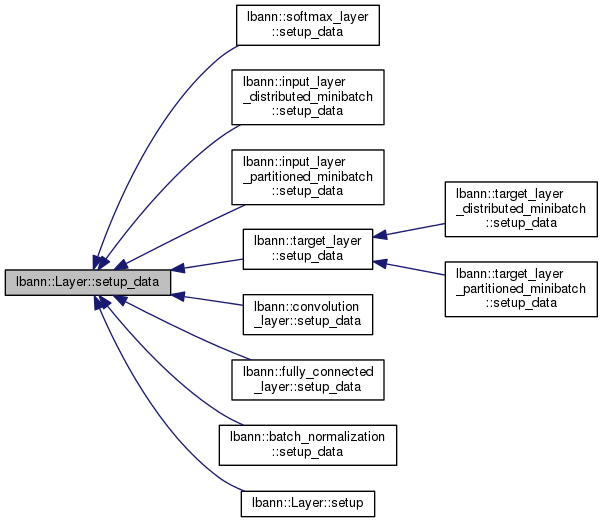 lbann::softmax_layer
::setup_data
lbann::input_layer
_distributed_minibatch
::setup_data
lbann::input_layer
_partitioned_minibatch
::setup_data
lbann::target_layer
_distributed_minibatch
::setup_data
lbann::target_layer
::setup_data
lbann::target_layer
_partitioned_minibatch
::setup_data
lbann::Layer::setup_data
lbann::convolution
_layer::setup_data
lbann::fully_connected
_layer::setup_data
lbann::batch_normalization
::setup_data
lbann::Layer::setup